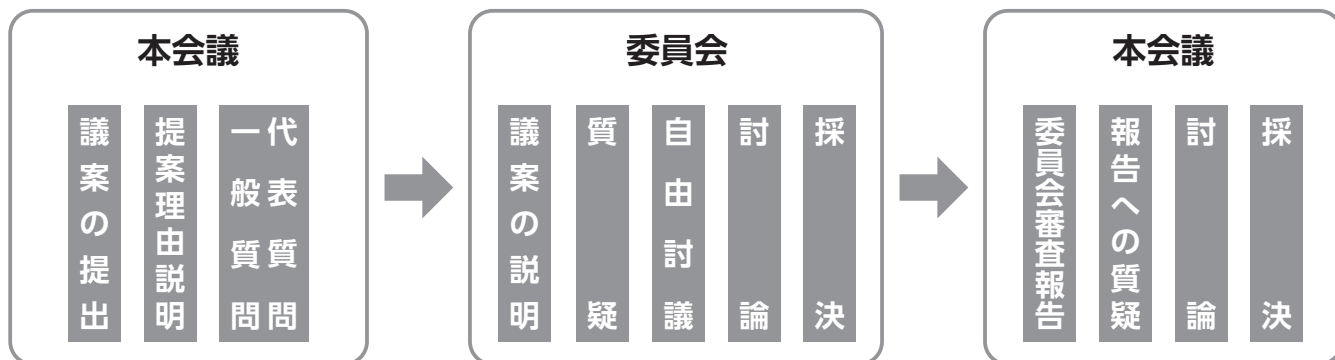 本会議
議案の提出
提案理由説明
代表質問
一般質問
委員会
議案の説明
質疑
自由討議
討論
採決
本会議
委員会審査報告
報告への質疑
討論
採決